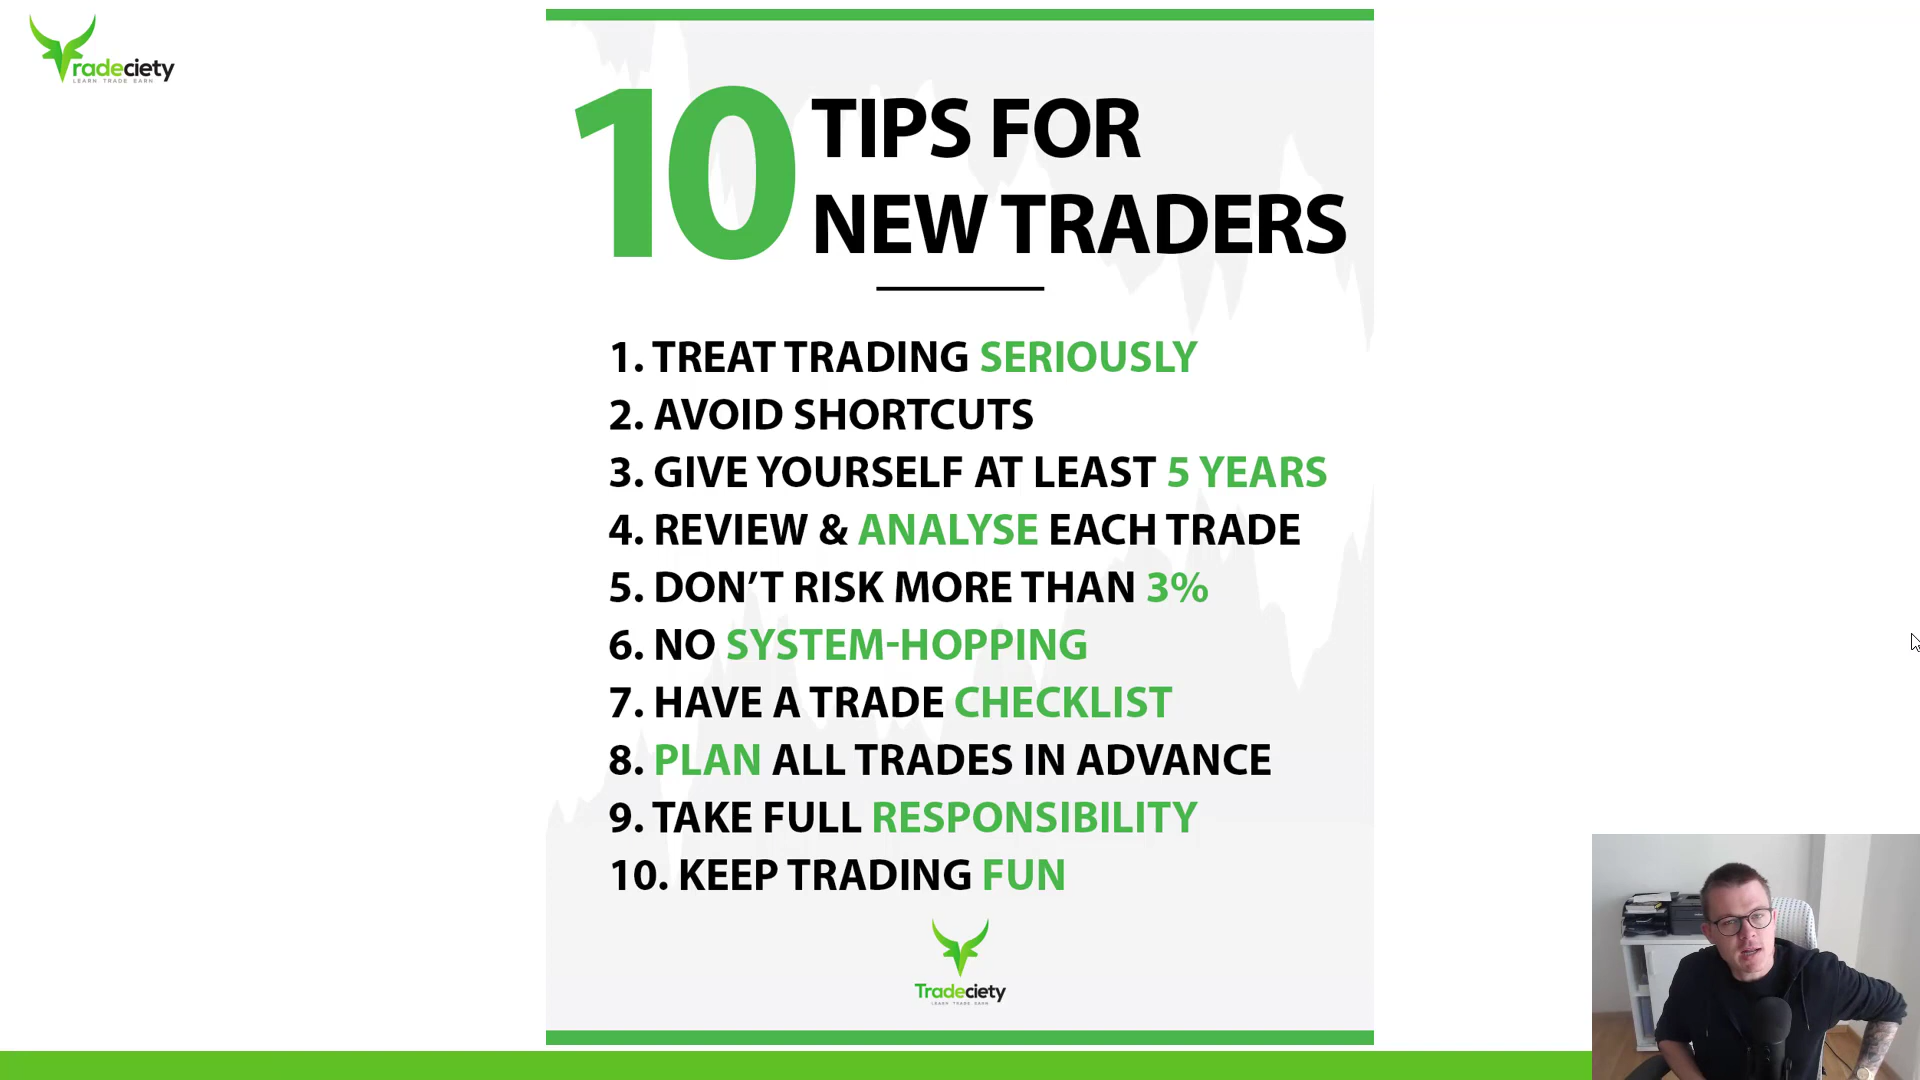 Tradeciety
LEARN TRADE EARN
10 TIPS FOR
NEW TRADERS
1. TREAT TRADING SERIOUSLY
2. AVOID SHORTCUTS
3. GIVE YOURSELF AT LEAST 5 YEARS
4. REVIEW & ANALYSE EACH TRADE
5. DON’T RISK MORE THAN 3%
6. NO SYSTEM-HOPPING
7. HAVE A TRADE CHECKLIST
8. PLAN ALL TRADES IN ADVANCE
9. TAKE FULL RESPONSIBILITY
10. KEEP TRADING FUN
Tradeciety
LEARN TRADE EARN